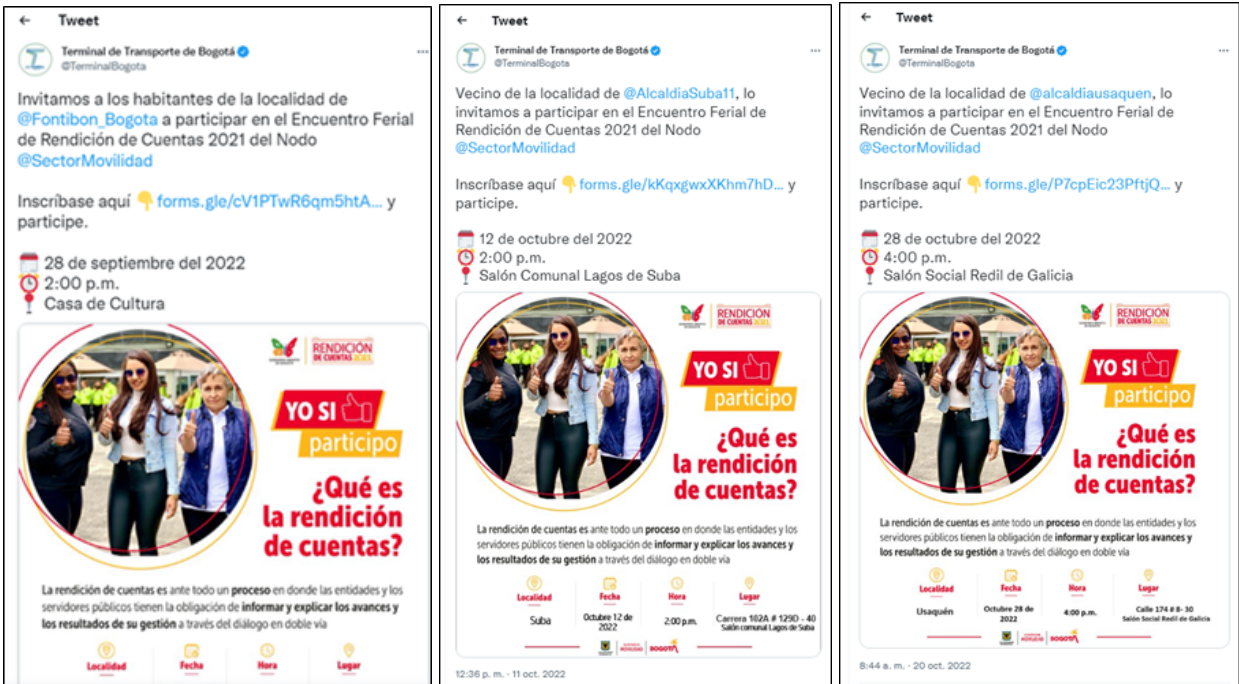 Tweet
Terminal de Transporte de Bogotá
@TerminalBogota
Invitamos a los habitantes de la localidad de
@Fontibon_Bogota a participar en el Encuentro Ferial
de Rendición de Cuentas 2021 del Nodo
@SectorMovilidad
Inscríbase aquí 👇 forms.gle/cV1PTwR6qm5htA... y
participe.
28 de septiembre del 2022
2:00 p.m.
Casa de Cultura
RENDICIÓN
DE CUENTAS 2021
YO SI
participo
¿Qué es
la rendición
de cuentas?
La rendición de cuentas es ante todo un proceso en donde las entidades y los
servidores públicos tienen la obligación de informar y explicar los avances y
los resultados de su gestión a través del diálogo en doble vía
Localidad Fecha Hora Lugar
Tweet
Terminal de Transporte de Bogotá
@TerminalBogota
Vecino de la localidad de @AlcaldiaSuba11, lo
invitamos a participar en el Encuentro Ferial de
Rendición de Cuentas 2021 del Nodo
@SectorMovilidad
Inscríbase aquí 👇 forms.gle/kKqxgwxXKhm7hD... y
participe.
12 de octubre del 2022
2:00 p.m.
Salón Comunal Lagos de Suba
RENDICIÓN
DE CUENTAS 2021
YO SI
participo
¿Qué es
la rendición
de cuentas?
La rendición de cuentas es ante todo un proceso en donde las entidades y los
servidores públicos tienen la obligación de informar y explicar los avances y
los resultados de su gestión a través del diálogo en doble vía
Localidad Fecha Hora Lugar
Suba Octubre 12 de 2:00 p.m. Carrera 102A # 129D - 40
2022 Salón comunal Lagos de Suba
MOVILIDAD BOGOTÁ
12:36 p. m. · 11 oct. 2022
Tweet
Terminal de Transporte de Bogotá
@TerminalBogota
Vecino de la localidad de @alcaldiausaquen, lo
invitamos a participar en el Encuentro Ferial de
Rendición de Cuentas 2021 del Nodo
@SectorMovilidad
Inscríbase aquí 👇 forms.gle/P7cpEic23PftjQ... y
participe.
28 de octubre del 2022
4:00 p.m.
Salón Social Redil de Galicia
RENDICIÓN
DE CUENTAS 2021
YO SI
participo
¿Qué es
la rendición
de cuentas?
La rendición de cuentas es ante todo un proceso en donde las entidades y los
servidores públicos tienen la obligación de informar y explicar los avances y
los resultados de su gestión a través del diálogo en doble vía
Localidad Fecha Hora Lugar
Usaquén Octubre 28 de 4:00 p.m. Calle 174 # 8- 30
2022 Salón Social Redil de Galicia
MOVILIDAD BOGOTÁ
8:44 a. m. · 20 oct. 2022